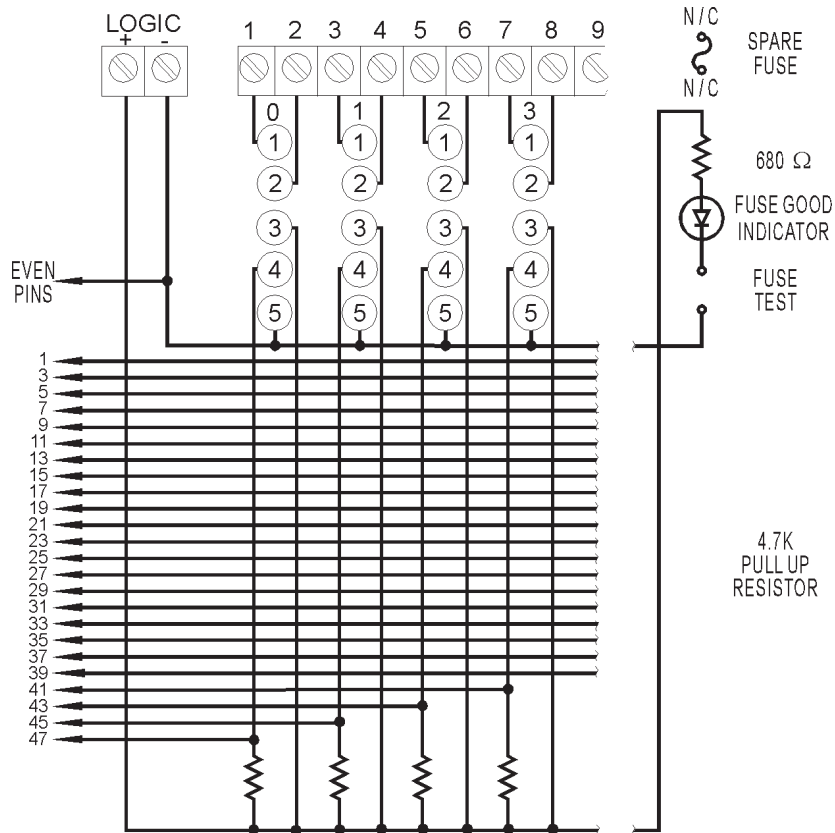 LOGIC
+ -
1 2 3 4 5 6 7 8 9
N/C
SPARE
FUSE
N/C
0 1 2 3
1 1 1 1
2 2 2 2
3 3 3 3
4 4 4 4
5 5 5 5
680 Ω
FUSE GOOD
INDICATOR
FUSE
TEST
EVEN
PINS
1
3
5
7
9
11
13
15
17
19
21
23
25
27
29
31
33
35
37
39
41
43
45
47
4.7K
PULL UP
RESISTOR